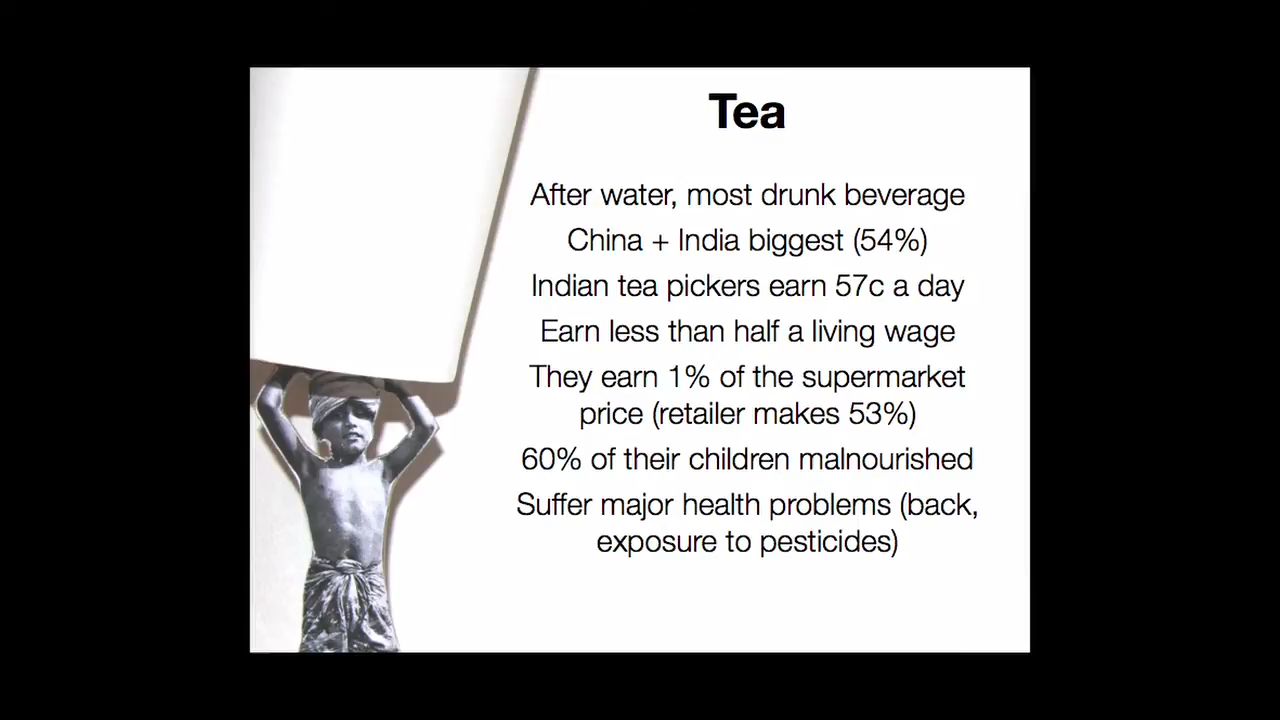 Tea
After water, most drunk beverage
China + India biggest (54%)
Indian tea pickers earn 57c a day
Earn less than half a living wage
They earn 1% of the supermarket
price (retailer makes 53%)
60% of their children malnourished
Suffer major health problems (back,
exposure to pesticides)